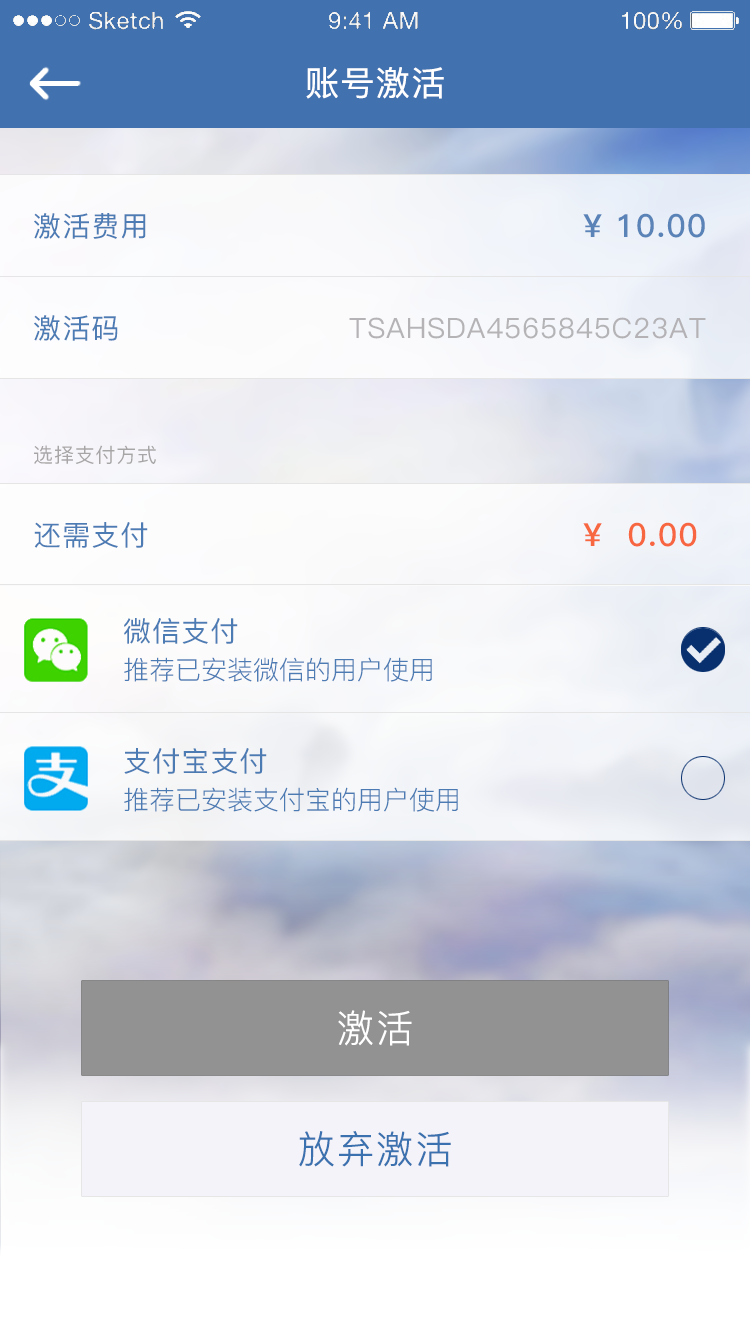 Sketch 9:41 AM 100%
账号激活
激活费用 ¥ 10.00
激活码 TSAHSDA4565845C23AT
选择支付方式
还需支付 ¥ 0.00
微信支付
推荐已安装微信的用户使用
支 支付宝支付
推荐已安装支付宝的用户使用
激活
放弃激活